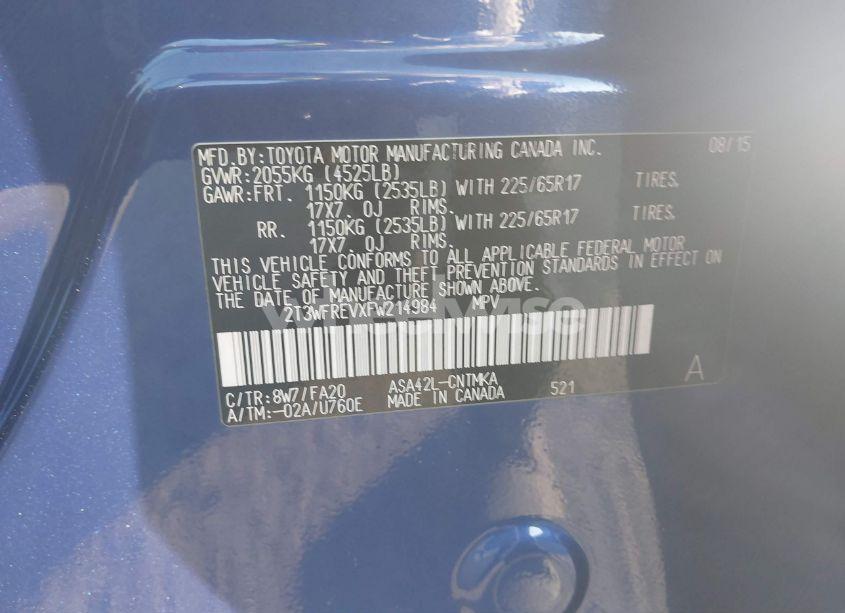 MFD.BY:TOYOTA MOTOR MANUFACTURING CANADA INC. 08/15
GVWR:2055KG (4525LB)
GAWR:FRT. 1150KG (2535LB) WITH 225/65R17 TIRES.
17X7.0J RIMS.
RR. 1150KG (2535LB) WITH 225/65R17 TIRES.
17X7.0J RIMS.
THIS VEHICLE CONFORMS TO ALL APPLICABLE FEDERAL MOTOR
VEHICLE SAFETY AND THEFT PREVENTION STANDARDS IN EFFECT ON
THE DATE OF MANUFACTURE SHOWN ABOVE.
2T3WFREVXFW214984 MPV
C/TR:8W7/FA20 ASA42L-CNTMKA 521 A
A/TM:-02A/U760E MADE IN CANADA